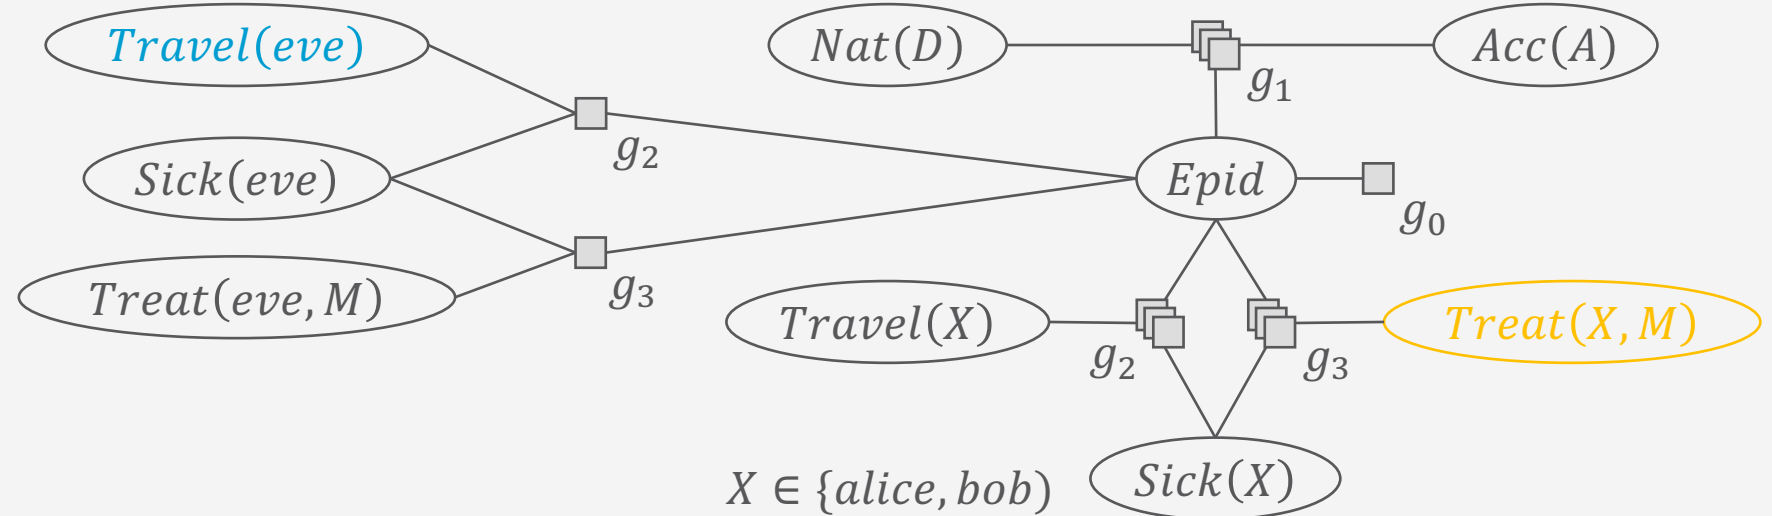 Travel(eve)
Nat(D)
Acc(A)
g₁
g₂
Sick(eve)
Epid
g₀
g₃
Treat(eve, M)
Travel(X)
g₂
g₃
Treat(X, M)
X ∈ {alice, bob)
Sick(X)